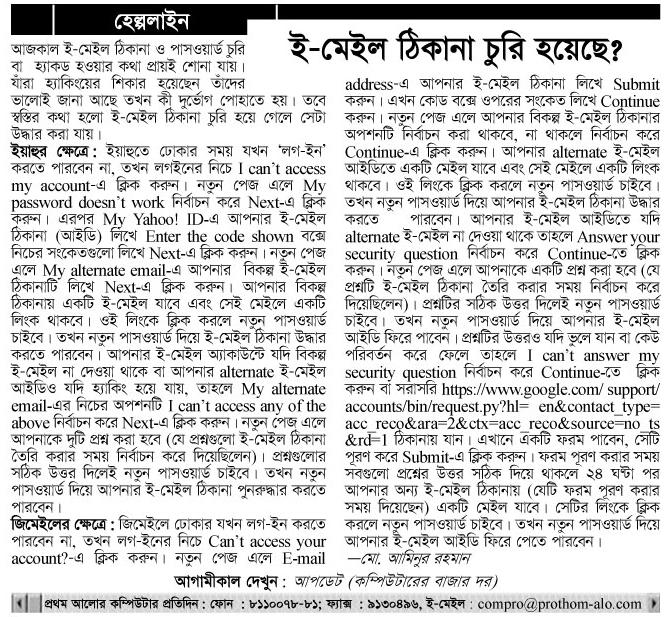 হেল্পলাইন
ই-মেইল ঠিকানা চুরি হয়েছে?
আজকাল ই-মেইল ঠিকানা ও পাসওয়ার্ড চুরি
বা হ্যাকড হওয়ার কথা প্রায়ই শোনা যায়।
যাঁরা হ্যাকিংয়ের শিকার হয়েছেন তাঁদের
ভালোই জানা আছে তখন কী দুর্ভোগ পোহাতে হয়। তবে
স্বস্তির কথা হলো ই-মেইল ঠিকানা চুরি হয়ে গেলে সেটা
উদ্ধার করা যায়।
ইয়াহুর ক্ষেত্রে : ইয়াহুতে ঢোকার সময় যখন ‘লগ-ইন’
করতে পারবেন না, তখন লগইনের নিচে I can't access
my account-এ ক্লিক করুন। নতুন পেজ এলে My
password doesn't work নির্বাচন করে Next-এ ক্লিক
করুন। এরপর My Yahoo! ID-এ আপনার ই-মেইল
ঠিকানা (আইডি) লিখে Enter the code shown বক্সে
নিচের সংকেতগুলো লিখে Next-এ ক্লিক করুন। নতুন পেজ
এলে My alternate email-এ আপনার বিকল্প ই-মেইল
ঠিকানাটি লিখে Next-এ ক্লিক করুন। আপনার বিকল্প
ঠিকানায় একটি ই-মেইল যাবে এবং সেই মেইলে একটি
লিংক থাকবে। ওই লিংকে ক্লিক করলে নতুন পাসওয়ার্ড
চাইবে। তখন নতুন পাসওয়ার্ড দিয়ে ই-মেইল ঠিকানা উদ্ধার
করতে পারবেন। আপনার ই-মেইল অ্যাকাউন্টে যদি বিকল্প
ই-মেইল না দেওয়া থাকে বা আপনার alternate ই-মেইল
আইডিও যদি হ্যাকিং হয়ে যায়, তাহলে My alternate
email-এর নিচের অপশনটি I can't access any of the
above নির্বাচন করে Next-এ ক্লিক করুন। নতুন পেজ এলে
আপনাকে দুটি প্রশ্ন করা হবে (যে প্রশ্নগুলো ই-মেইল ঠিকানা
তৈরি করার সময় নির্বাচন করে দিয়েছিলেন)। প্রশ্নগুলোর
সঠিক উত্তর দিলেই নতুন পাসওয়ার্ড চাইবে। তখন নতুন
পাসওয়ার্ড দিয়ে আপনার ই-মেইল ঠিকানা পুনরুদ্ধার করতে
পারবেন।
জিমেইলের ক্ষেত্রে : জিমেইলে ঢোকার যখন লগ-ইন করতে
পারবেন না, তখন লগ-ইনের নিচে Can't access your
account?-এ ক্লিক করুন। নতুন পেজ এলে E-mail
address-এ আপনার ই-মেইল ঠিকানা লিখে Submit
করুন। এখন কোড বক্সে ওপরের সংকেত লিখে Continue
করুন। নতুন পেজ এলে আপনার বিকল্প ই-মেইল ঠিকানার
অপশনটি নির্বাচন করা থাকবে, না থাকলে নির্বাচন করে
Continue-এ ক্লিক করুন। আপনার alternate ই-মেইল
আইডিতে একটি মেইল যাবে এবং সেই মেইলে একটি লিংক
থাকবে। ওই লিংকে ক্লিক করলে নতুন পাসওয়ার্ড চাইবে।
তখন নতুন পাসওয়ার্ড দিয়ে আপনার ই-মেইল ঠিকানা উদ্ধার
করতে পারবেন। আপনার ই-মেইল আইডিতে যদি
alternate ই-মেইল না দেওয়া থাকে তাহলে Answer your
security question নির্বাচন করে Continue-তে ক্লিক
করুন। নতুন পেজ এলে আপনাকে একটি প্রশ্ন করা হবে (যে
প্রশ্নটি ই-মেইল ঠিকানা তৈরি করার সময় নির্বাচন করে
দিয়েছিলেন)। প্রশ্নটির সঠিক উত্তর দিলেই নতুন পাসওয়ার্ড
চাইবে। তখন নতুন পাসওয়ার্ড দিয়ে আপনার ই-মেইল
আইডি ফিরে পাবেন। প্রশ্নটির উত্তরও যদি ভুলে যান বা কেউ
পরিবর্তন করে ফেলে তাহলে I can't answer my
security question নির্বাচন করে Continue-তে ক্লিক
করুন বা সরাসরি https://www.google.com/ support/
accounts/bin/request.py?hl= en&contact_type=
acc_reco&ara=2&ctx=acc_reco&source=no_ts
&rd=1 ঠিকানায় যান। এখানে একটি ফরম পাবেন, সেটি
পূরণ করে Submit-এ ক্লিক করুন। ফরম পূরণ করার সময়
সবগুলো প্রশ্নের উত্তর সঠিক দিয়ে থাকলে ২৪ ঘণ্টা পর
আপনার অন্য ই-মেইল ঠিকানায় (যেটি ফরম পূরণ করার
সময় দিয়েছেন) একটি মেইল যাবে। সেটির লিংকে ক্লিক
করলে নতুন পাসওয়ার্ড চাইবে। তখন নতুন পাসওয়ার্ড দিয়ে
আপনার ই-মেইল আইডি ফিরে পেতে পারবেন।
—মো. আমিনুর রহমান
আগামীকাল দেখুন : আপডেট (কম্পিউটারের বাজার দর)
প্রথম আলোর কম্পিউটার প্রতিদিন : ফোন : ৮১১০০৭৮-৮১; ফ্যাক্স : ৯১৩০৪৯৬, ই-মেইল : compro@prothom-alo.com